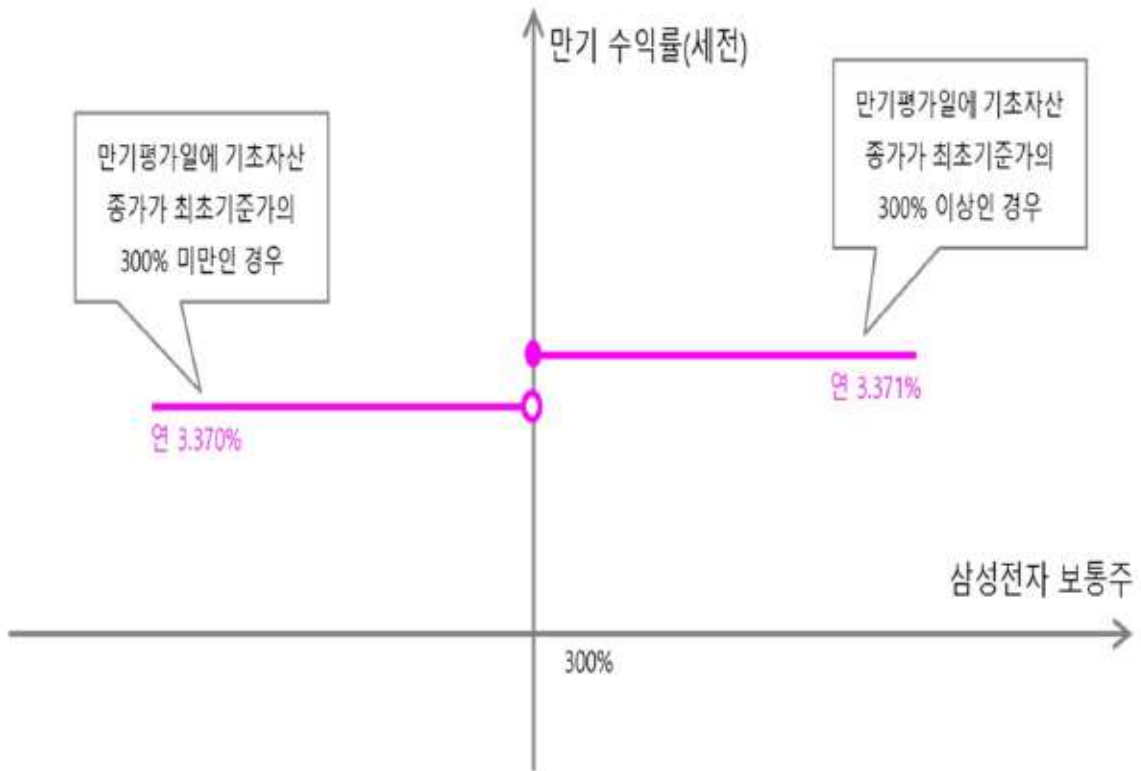 만기 수익률(세전)
만기평가일에 기초자산
종가가 최초기준가의
300% 미만인 경우
만기평가일에 기초자산
종가가 최초기준가의
300% 이상인 경우
연 3.370%
연 3.371%
삼성전자 보통주
300%